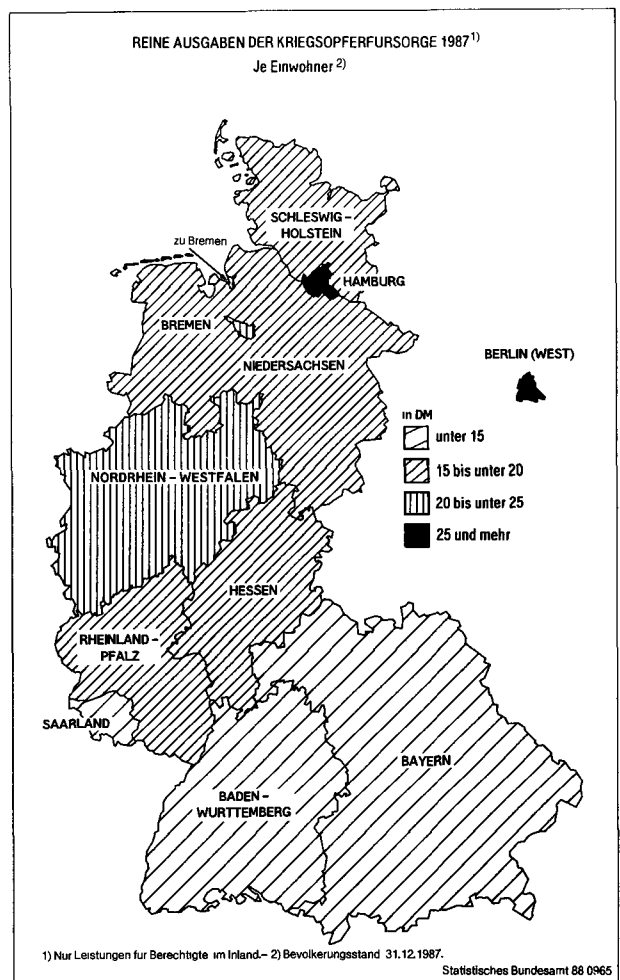 REINE AUSGABEN DER KRIEGSOPFERFURSORGE 1987 1)
Je Einwohner 2)
SCHLESWIG -
HOLSTEIN
zu Bremen
HAMBURG
BREMEN
NIEDERSACHSEN
BERLIN (WEST)
in DM
unter 15
15 bis unter 20
20 bis unter 25
25 und mehr
NORDRHEIN - WESTFALEN
HESSEN
RHEINLAND -
PFALZ
SAARLAND
BAYERN
BADEN -
WURTTEMBERG
1) Nur Leistungen fur Berechtigte im Inland.– 2) Bevolkerungsstand 31.12.1987.
Statistisches Bundesamt 88 0965